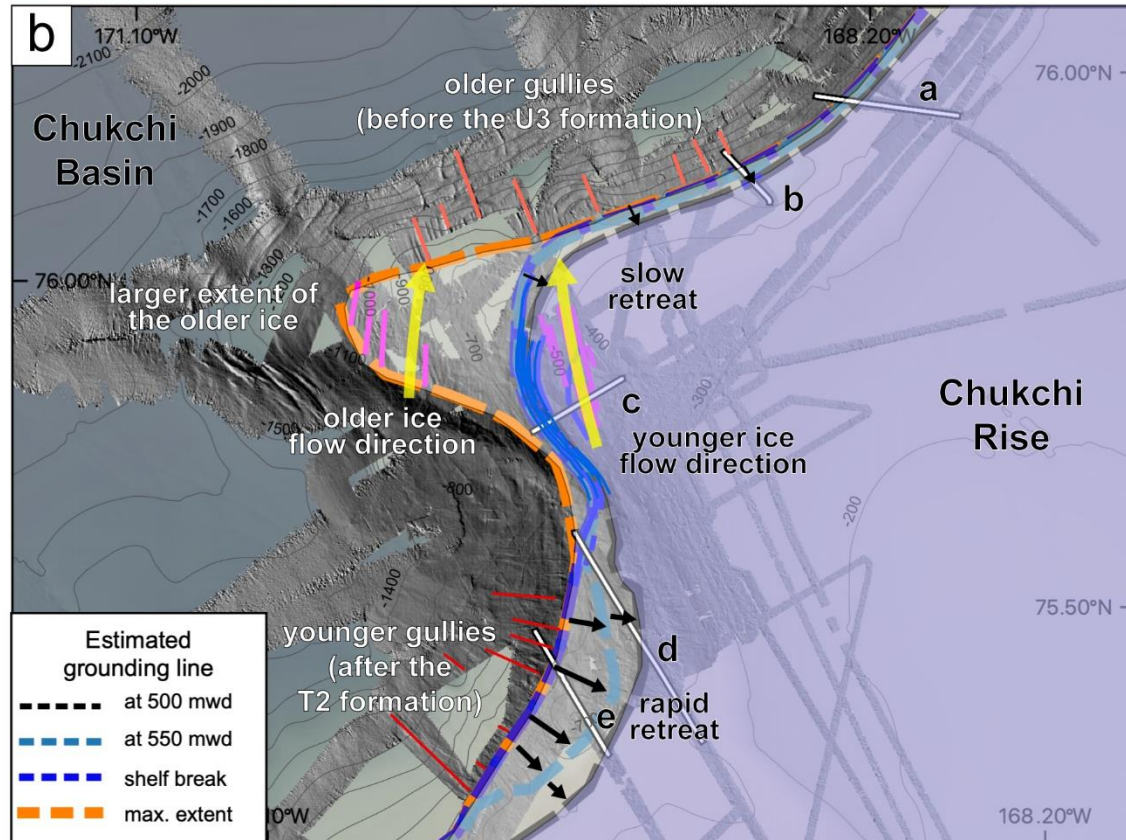 b
171.10°W
168.20°W
76.00°N
-2100
-2000
-1900
-1800
-1700
-1600
older gullies
(before the U3 formation)
Chukchi
Basin
a
b
76.00°N
larger extent of
the older ice
-900
-1100
-700
slow
retreat
-400
-500
-300
older ice
flow direction
c
younger ice
flow direction
Chukchi
Rise
-800
-200
-1400
75.50°N
younger gullies
(after the
T2 formation)
d
e
rapid
retreat
Estimated
grounding line
at 500 mwd
at 550 mwd
shelf break
max. extent
168.20°W